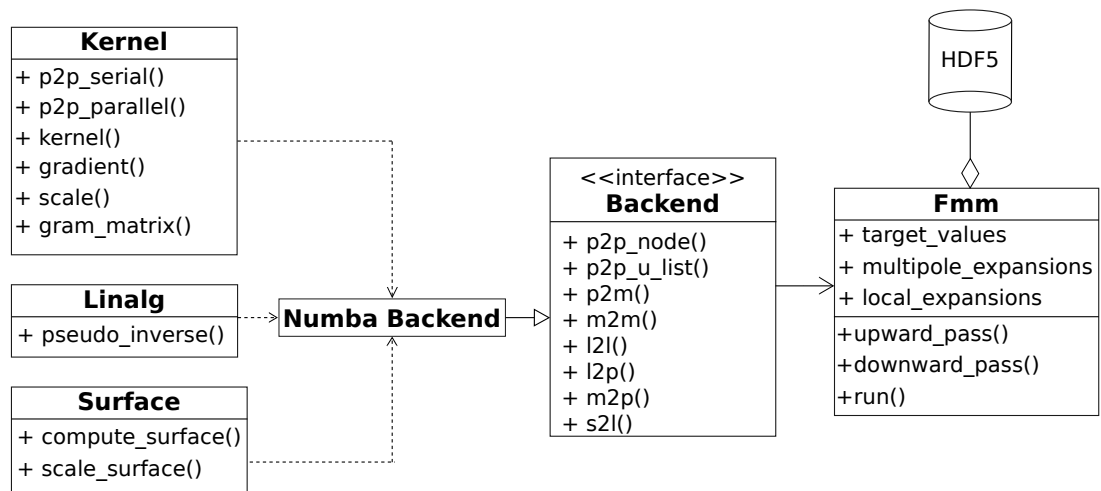 Kernel
+ p2p_serial()
+ p2p_parallel()
+ kernel()
+ gradient()
+ scale()
+ gram_matrix()
Linalg
+ pseudo_inverse()
Surface
+ compute_surface()
+ scale_surface()
Numba Backend
<<interface>>
Backend
+ p2p_node()
+ p2p_u_list()
+ p2m()
+ m2m()
+ l2l()
+ l2p()
+ m2p()
+ s2l()
HDF5
Fmm
+ target_values
+ multipole_expansions
+ local_expansions
+upward_pass()
+downward_pass()
+run()